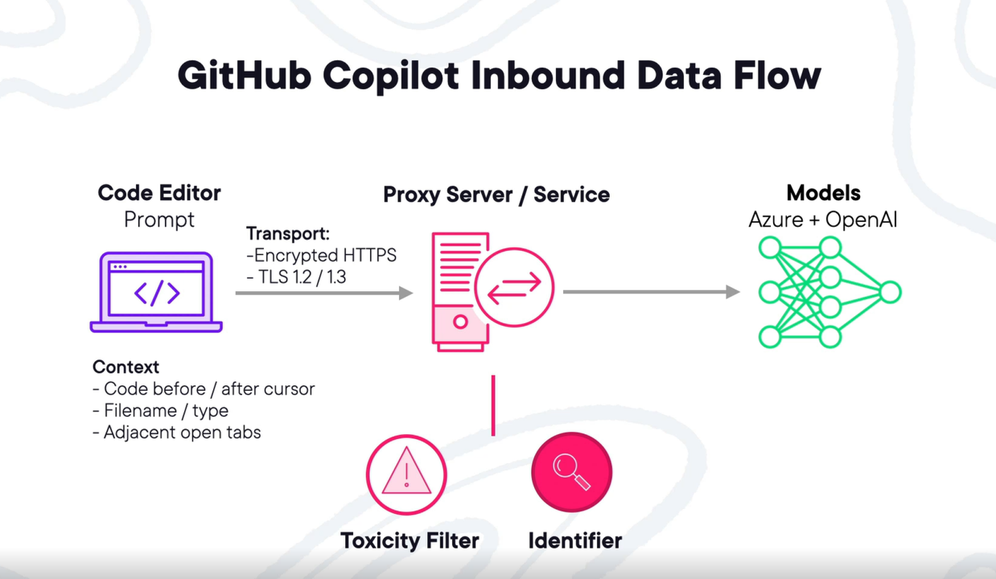 GitHub Copilot Inbound Data Flow
Code Editor
Prompt
Transport:
-Encrypted HTTPS
- TLS 1.2 / 1.3
Proxy Server / Service
Models
Azure + OpenAI
</>
Context
- Code before / after cursor
- Filename / type
- Adjacent open tabs
!
Toxicity Filter
Identifier